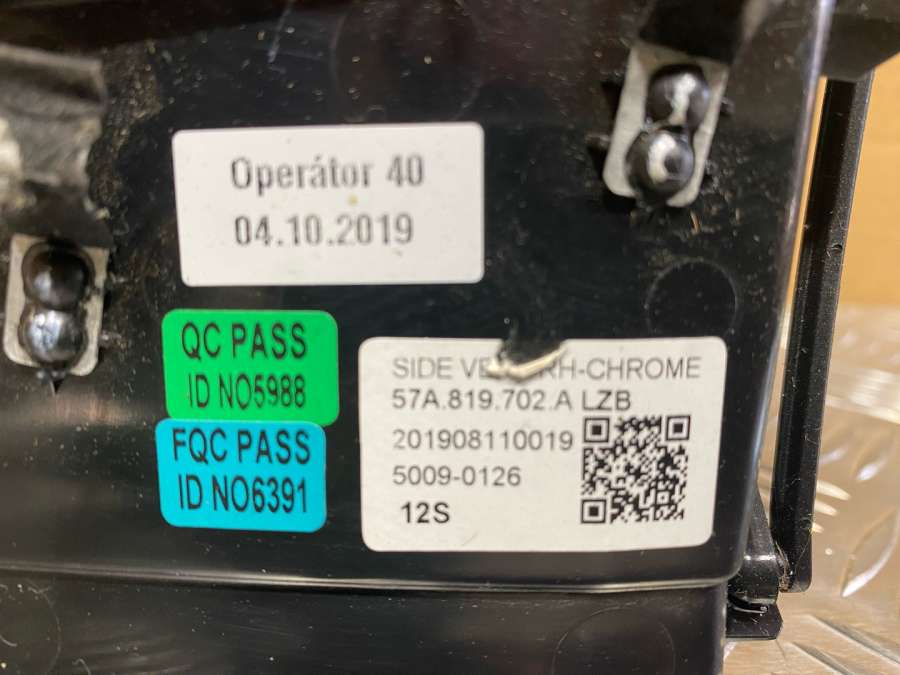 Operátor 40
04.10.2019
QC PASS
ID NO5988
FQC PASS
ID NO6391
SIDE RH-CHROME
57A.819.702.A LZB
201908110019
5009-0126
12S